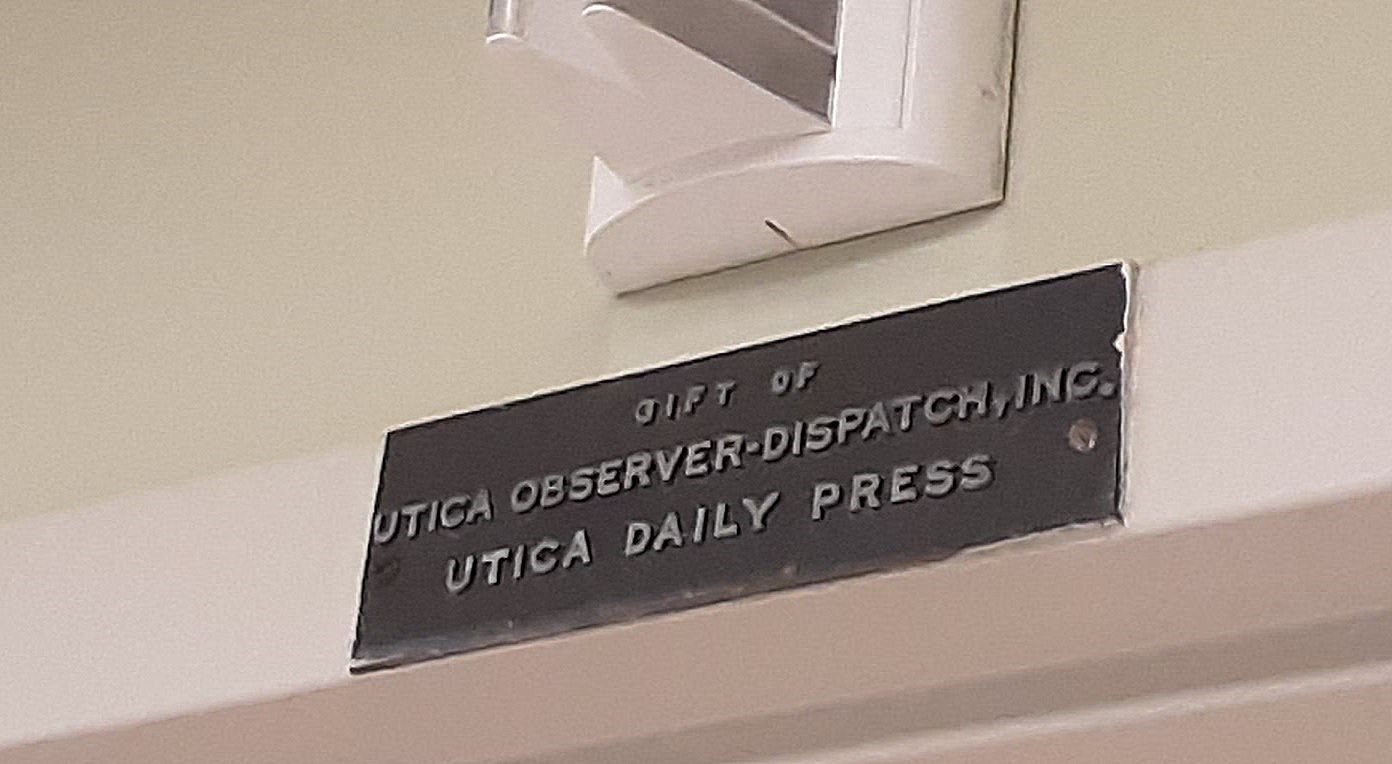 GIFT OF
UTICA OBSERVER-DISPATCH, INC.
UTICA DAILY PRESS